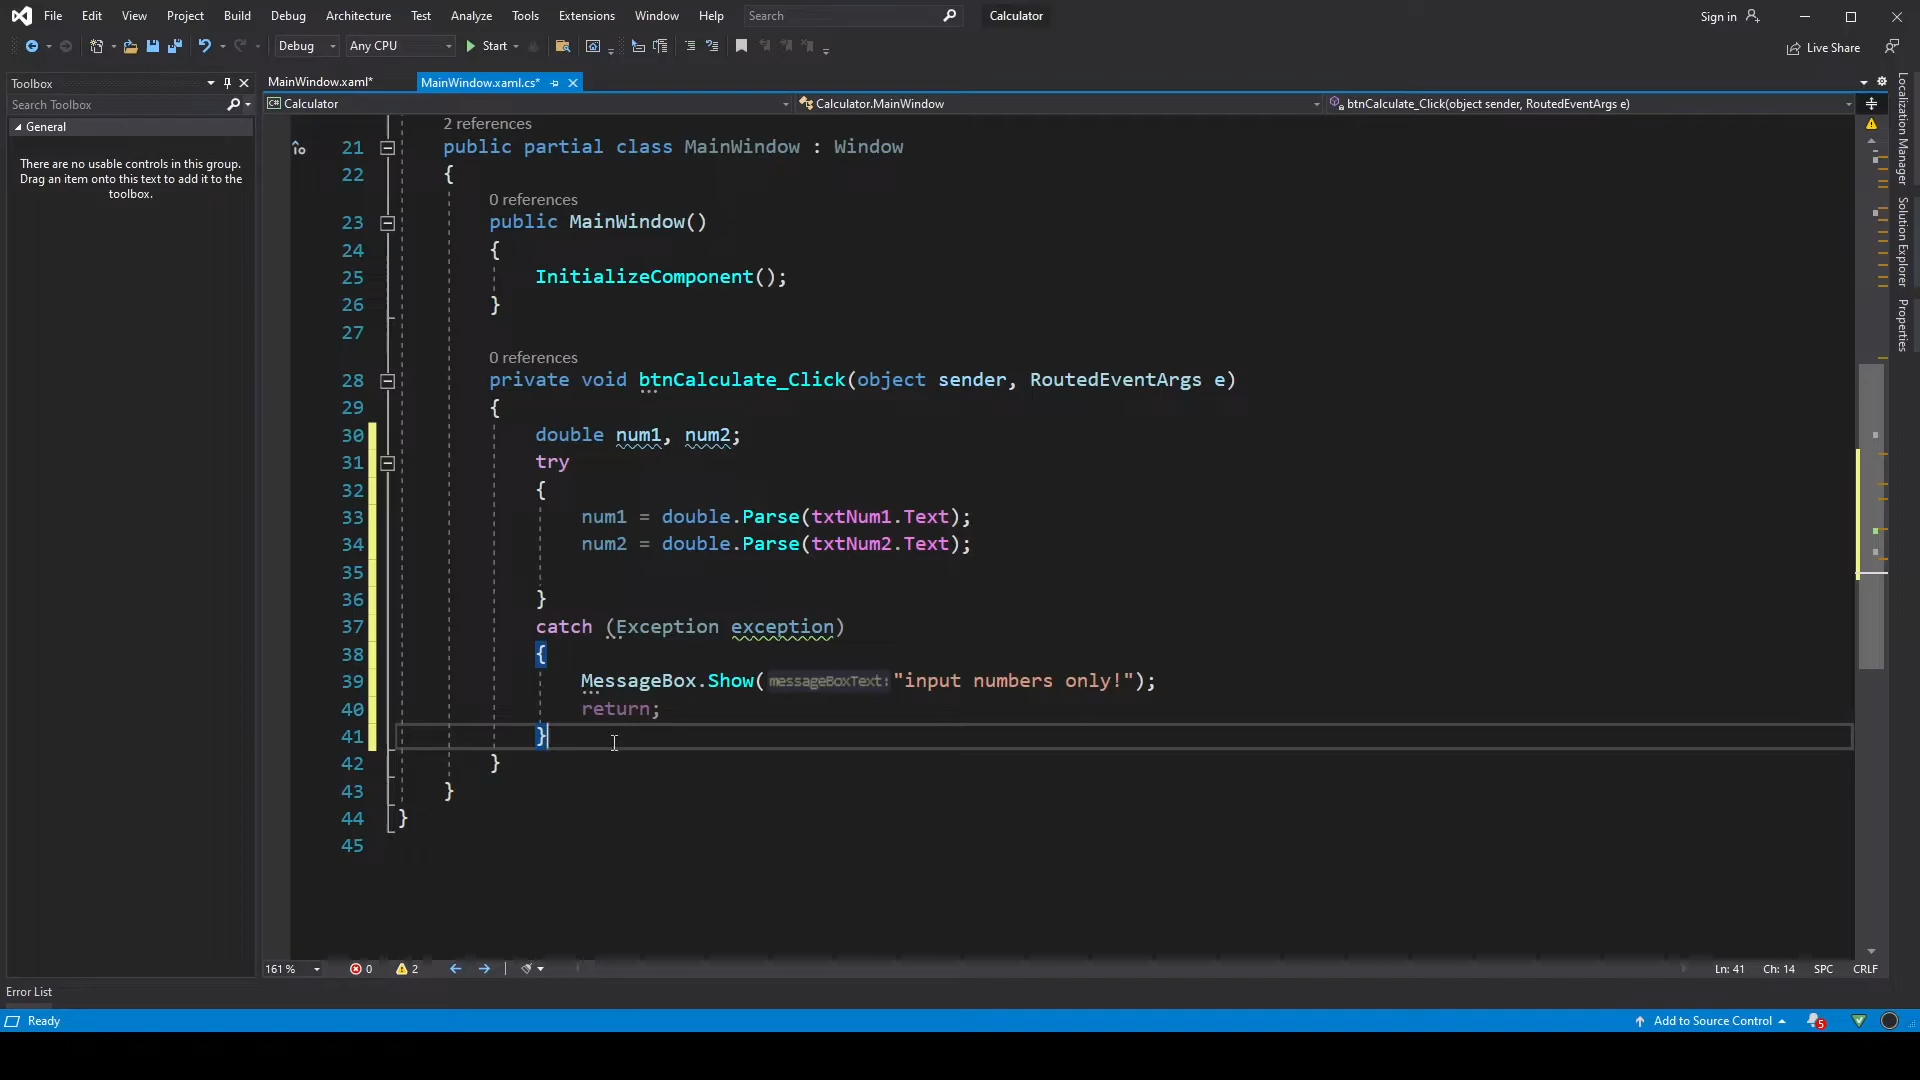 File Edit View Project Build Debug Architecture Test Analyze Tools Extensions Window Help Search Calculator Sign in
Debug Any CPU Start Live Share
Toolbox
Search Toolbox
General
There are no usable controls in this group.
Drag an item onto this text to add it to the
toolbox.
MainWindow.xaml* MainWindow.xaml.cs*
C# Calculator Calculator.MainWindow btnCalculate_Click(object sender, RoutedEventArgs e)
2 references
21 public partial class MainWindow : Window
22 {
0 references
23 public MainWindow()
24 {
25 InitializeComponent();
26 }
27
0 references
28 private void btnCalculate_Click(object sender, RoutedEventArgs e)
29 {
30 double num1, num2;
31 try
32 {
33 num1 = double.Parse(txtNum1.Text);
34 num2 = double.Parse(txtNum2.Text);
35
36 }
37 catch (Exception exception)
38 {
39 MessageBox.Show(messageBoxText:"input numbers only!");
40 return;
41 }
42 }
43 }
44 }
45
Localization Manager
Solution Explorer
Properties
161 % 0 2 Ln: 41 Ch: 14 SPC CRLF
Error List
Ready Add to Source Control 5